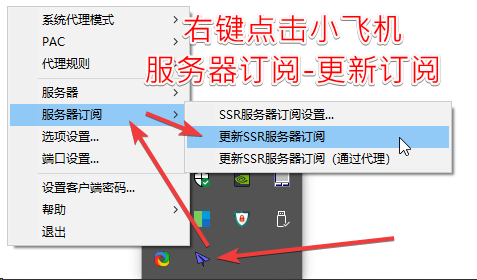 右键点击小飞机
服务器订阅-更新订阅
系统代理模式
PAC
代理规则
服务器
服务器订阅
选项设置...
端口设置...
设置客户端密码...
帮助
退出
SSR服务器订阅设置...
更新SSR服务器订阅
更新SSR服务器订阅（通过代理）